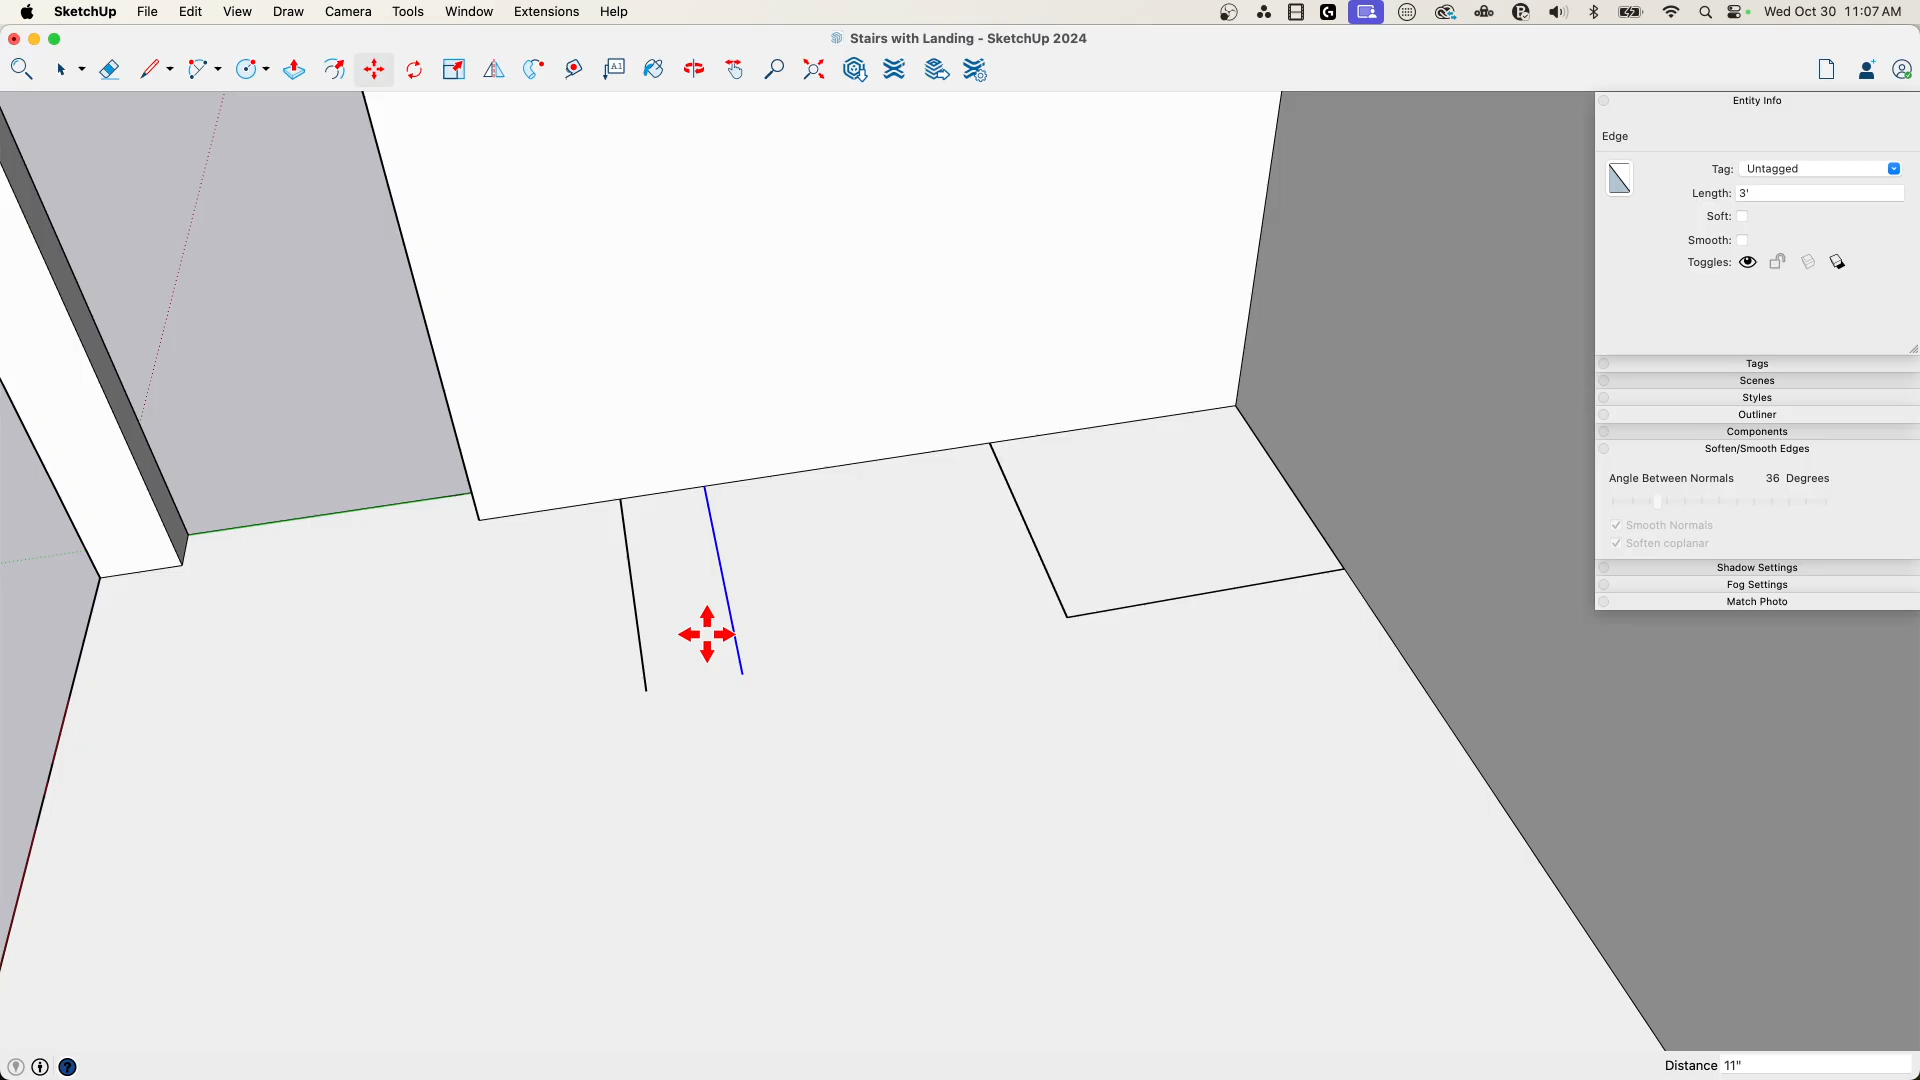 SketchUp File Edit View Draw Camera Tools Window Extensions Help Wed Oct 30 11:07 AM
Stairs with Landing - SketchUp 2024
A1
Entity Info
Edge
Tag: Untagged
Length: 3'
Soft:
Smooth:
Toggles:
Tags
Scenes
Styles
Outliner
Components
Soften/Smooth Edges
Angle Between Normals 36 Degrees
Smooth Normals
Soften coplanar
Shadow Settings
Fog Settings
Match Photo
? Distance 11"